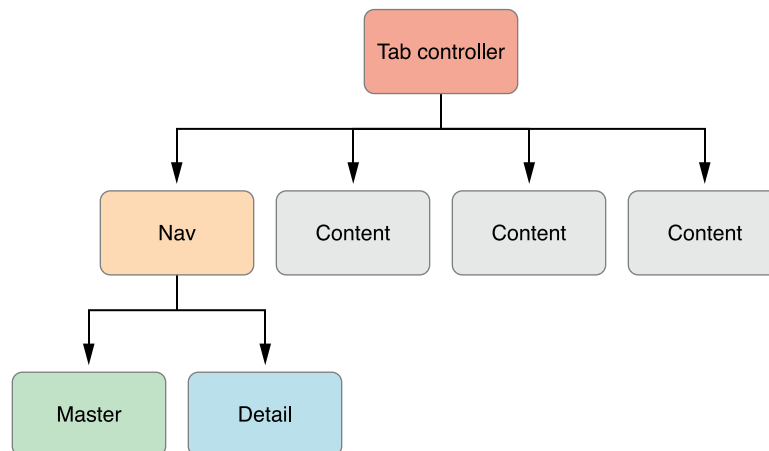 Tab controller
Nav
Content
Content
Content
Master
Detail